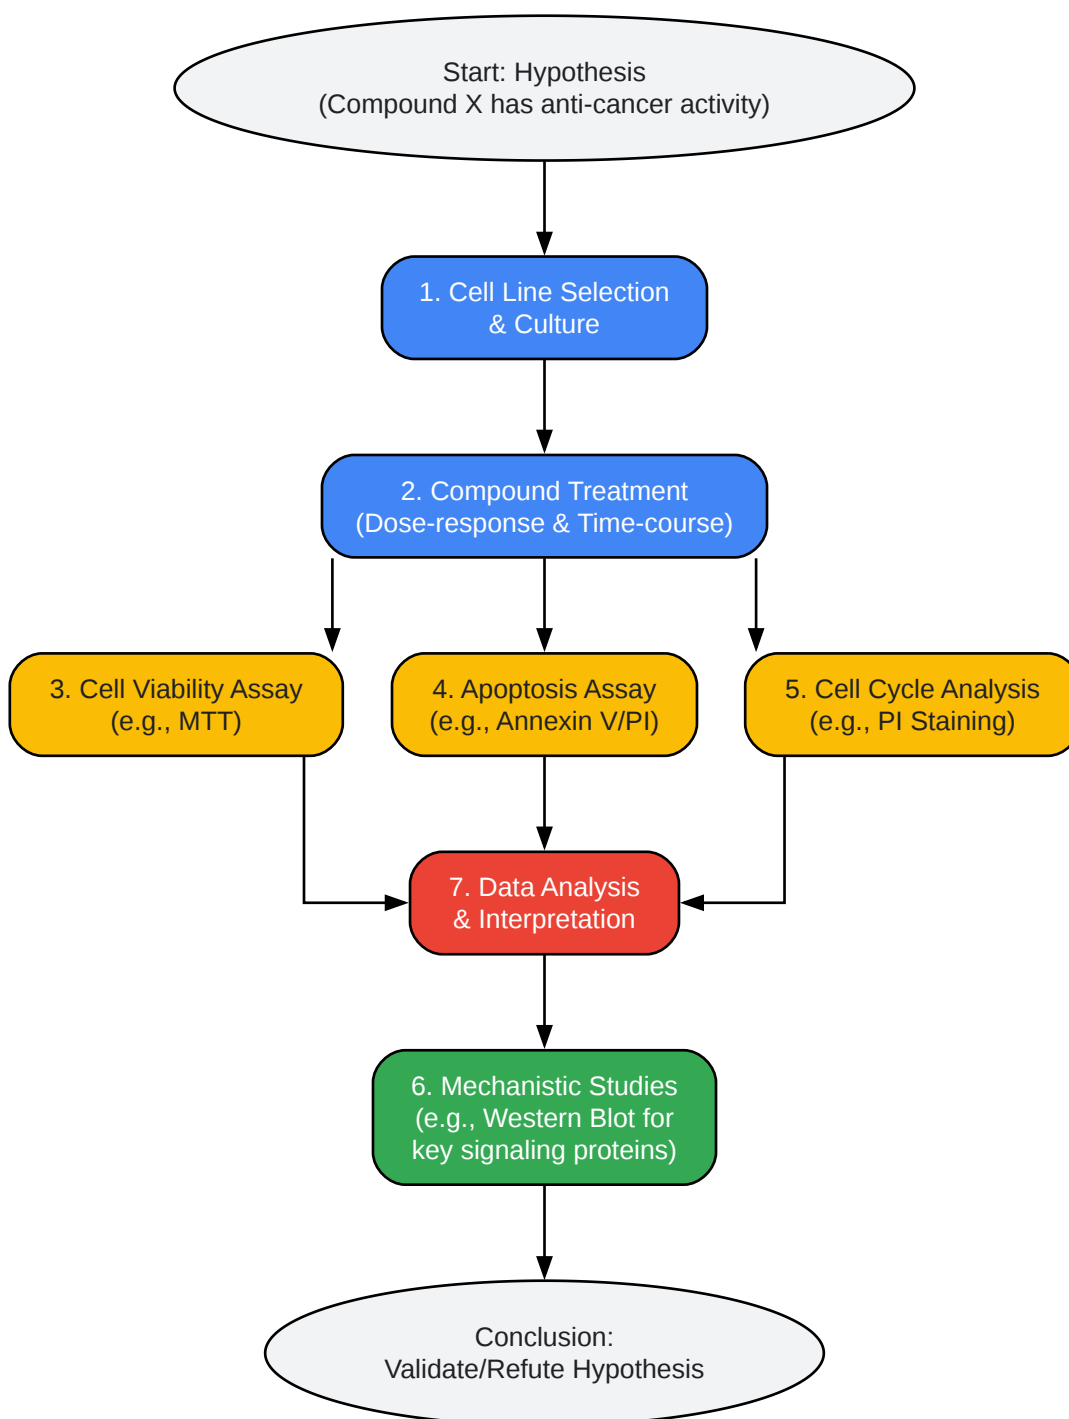 Start: Hypothesis
(Compound X has anti-cancer activity)
1. Cell Line Selection
& Culture
2. Compound Treatment
(Dose-response & Time-course)
3. Cell Viability Assay
(e.g., MTT)
4. Apoptosis Assay
(e.g., Annexin V/PI)
5. Cell Cycle Analysis
(e.g., PI Staining)
7. Data Analysis
& Interpretation
6. Mechanistic Studies
(e.g., Western Blot for
key signaling proteins)
Conclusion:
Validate/Refute Hypothesis